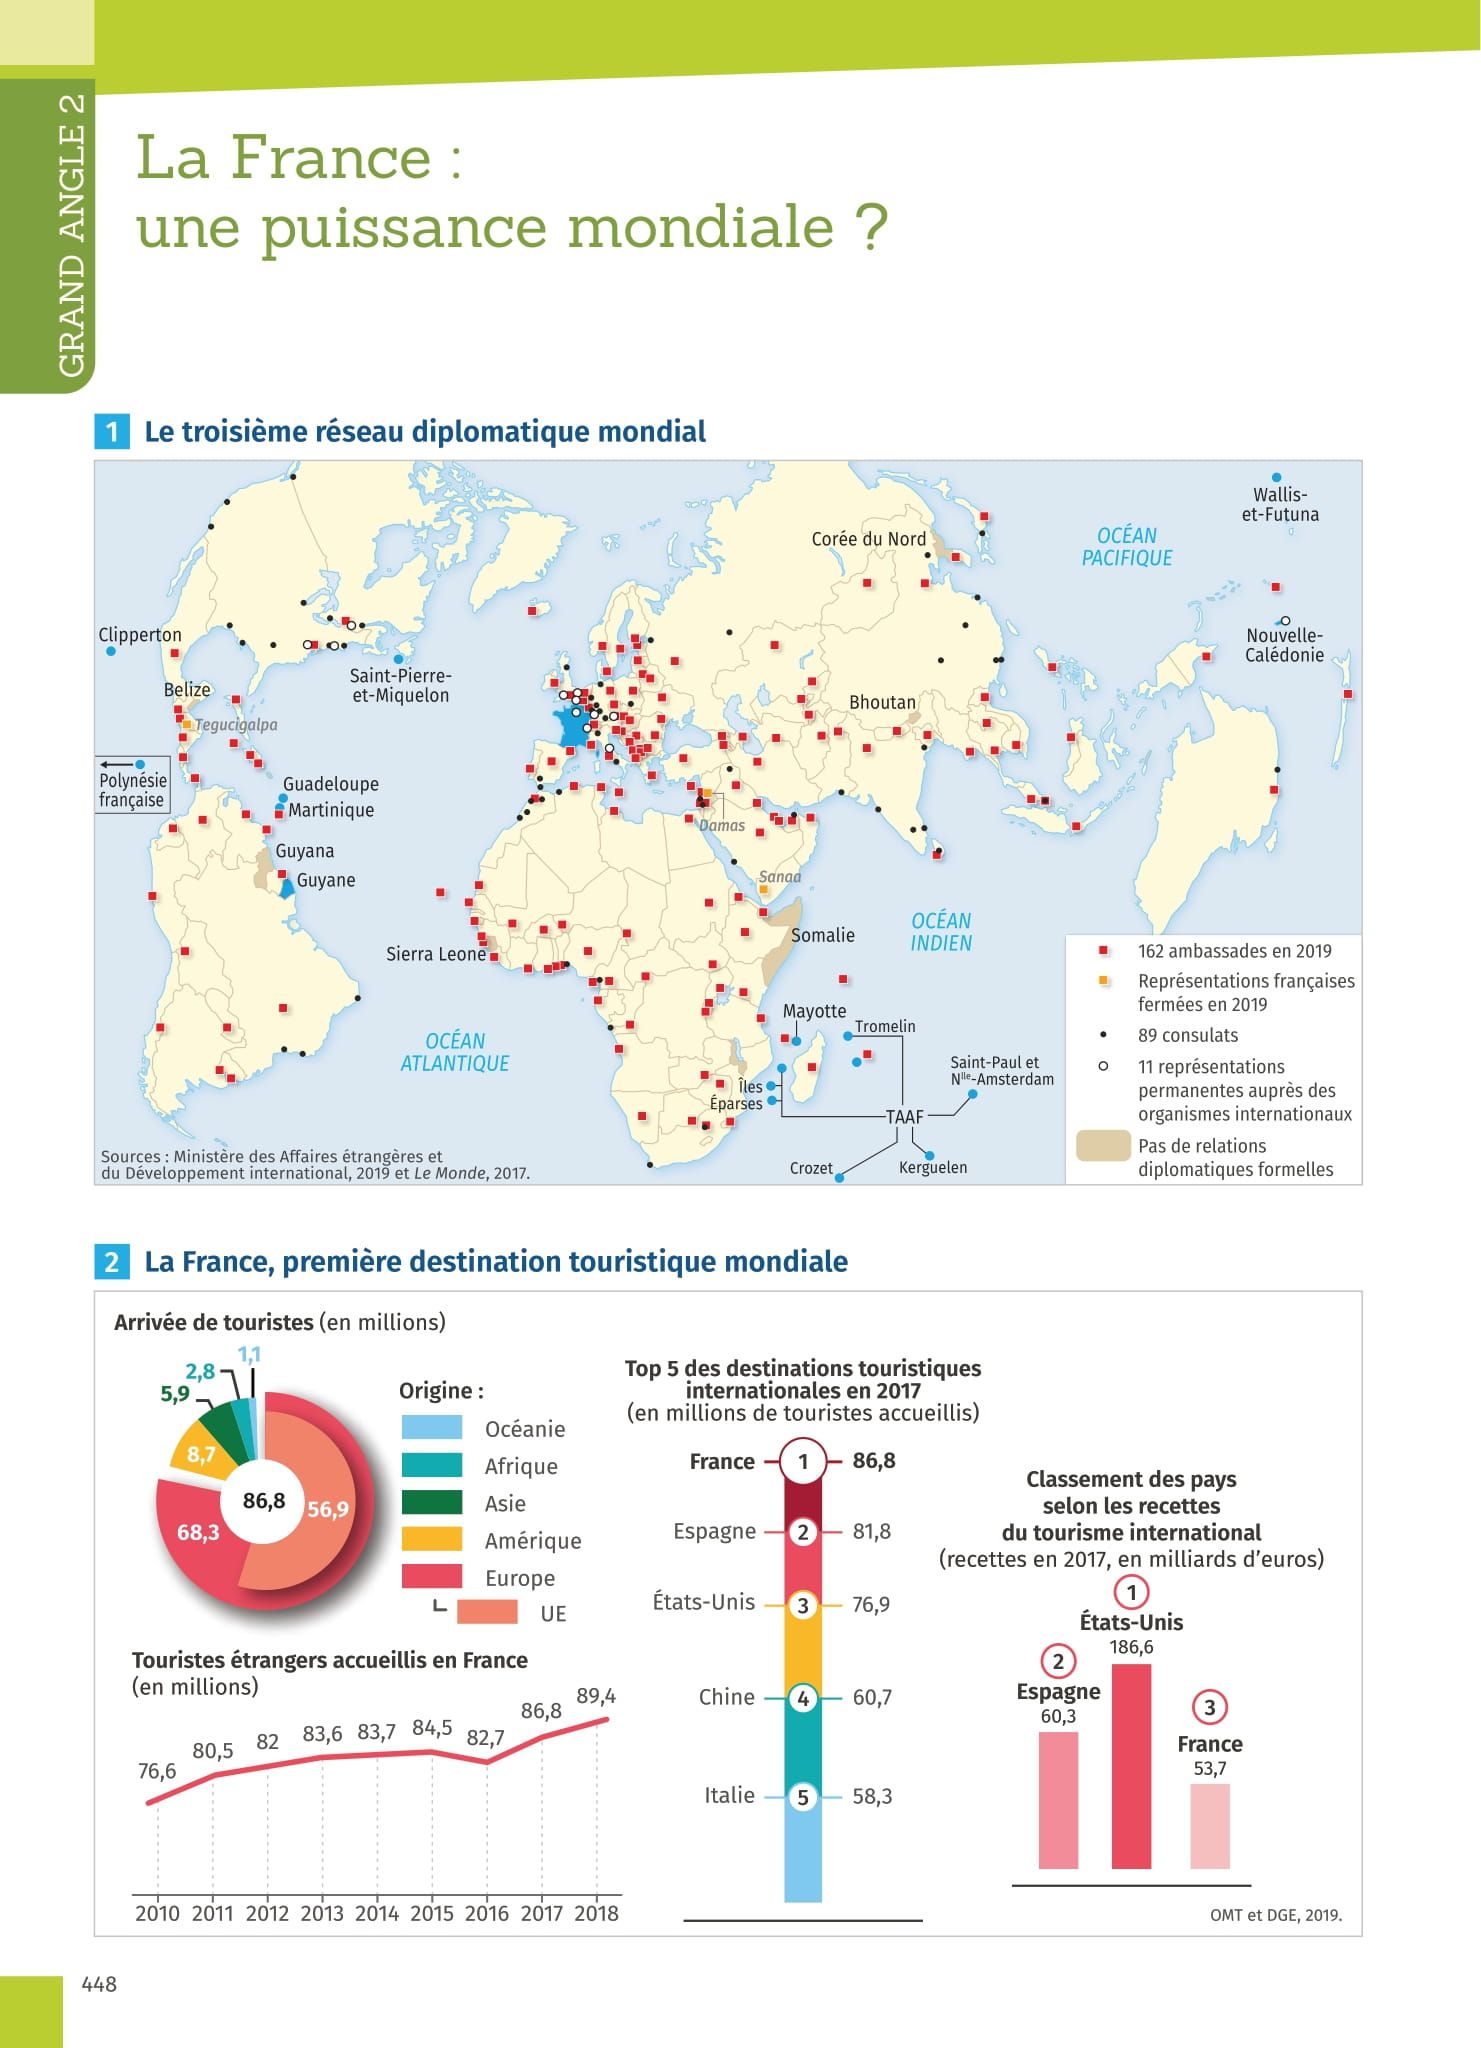 GRAND ANGLE 2
La France :
une puissance mondiale ?
1 Le troisième réseau diplomatique mondial
Wallis-
et-Futuna
OCÉAN
PACIFIQUE
Corée du Nord
Clipperton
Nouvelle-
Calédonie
Saint-Pierre-
et-Miquelon
Belize
Bhoutan
Tegucigalpa
Polynésie
française
Guadeloupe
Martinique
Damas
Guyana
Guyane
Sanaa
OCÉAN
INDIEN
Somalie
Sierra Leone
Mayotte
Tromelin
OCÉAN
ATLANTIQUE
Saint-Paul et
Nlle-Amsterdam
Îles
Éparses
TAAF
Crozet
Kerguelen
162 ambassades en 2019
Représentations françaises
fermées en 2019
89 consulats
11 représentations
permanentes auprès des
organismes internationaux
Pas de relations
diplomatiques formelles
Sources : Ministère des Affaires étrangères et
du Développement international, 2019 et Le Monde, 2017.
2 La France, première destination touristique mondiale
Arrivée de touristes (en millions)
1,1
2,8
5,9
8,7
86,8
56,9
68,3
Origine :
Océanie
Afrique
Asie
Amérique
Europe
UE
Touristes étrangers accueillis en France
(en millions)
76,6 80,5 82 83,6 83,7 84,5 82,7 86,8 89,4
2010 2011 2012 2013 2014 2015 2016 2017 2018
Top 5 des destinations touristiques
internationales en 2017
(en millions de touristes accueillis)
France 1 86,8
Espagne 2 81,8
États-Unis 3 76,9
Chine 4 60,7
Italie 5 58,3
Classement des pays
selon les recettes
du tourisme international
(recettes en 2017, en milliards d'euros)
1
États-Unis
186,6
2
Espagne
60,3
3
France
53,7
OMT et DGE, 2019.
448